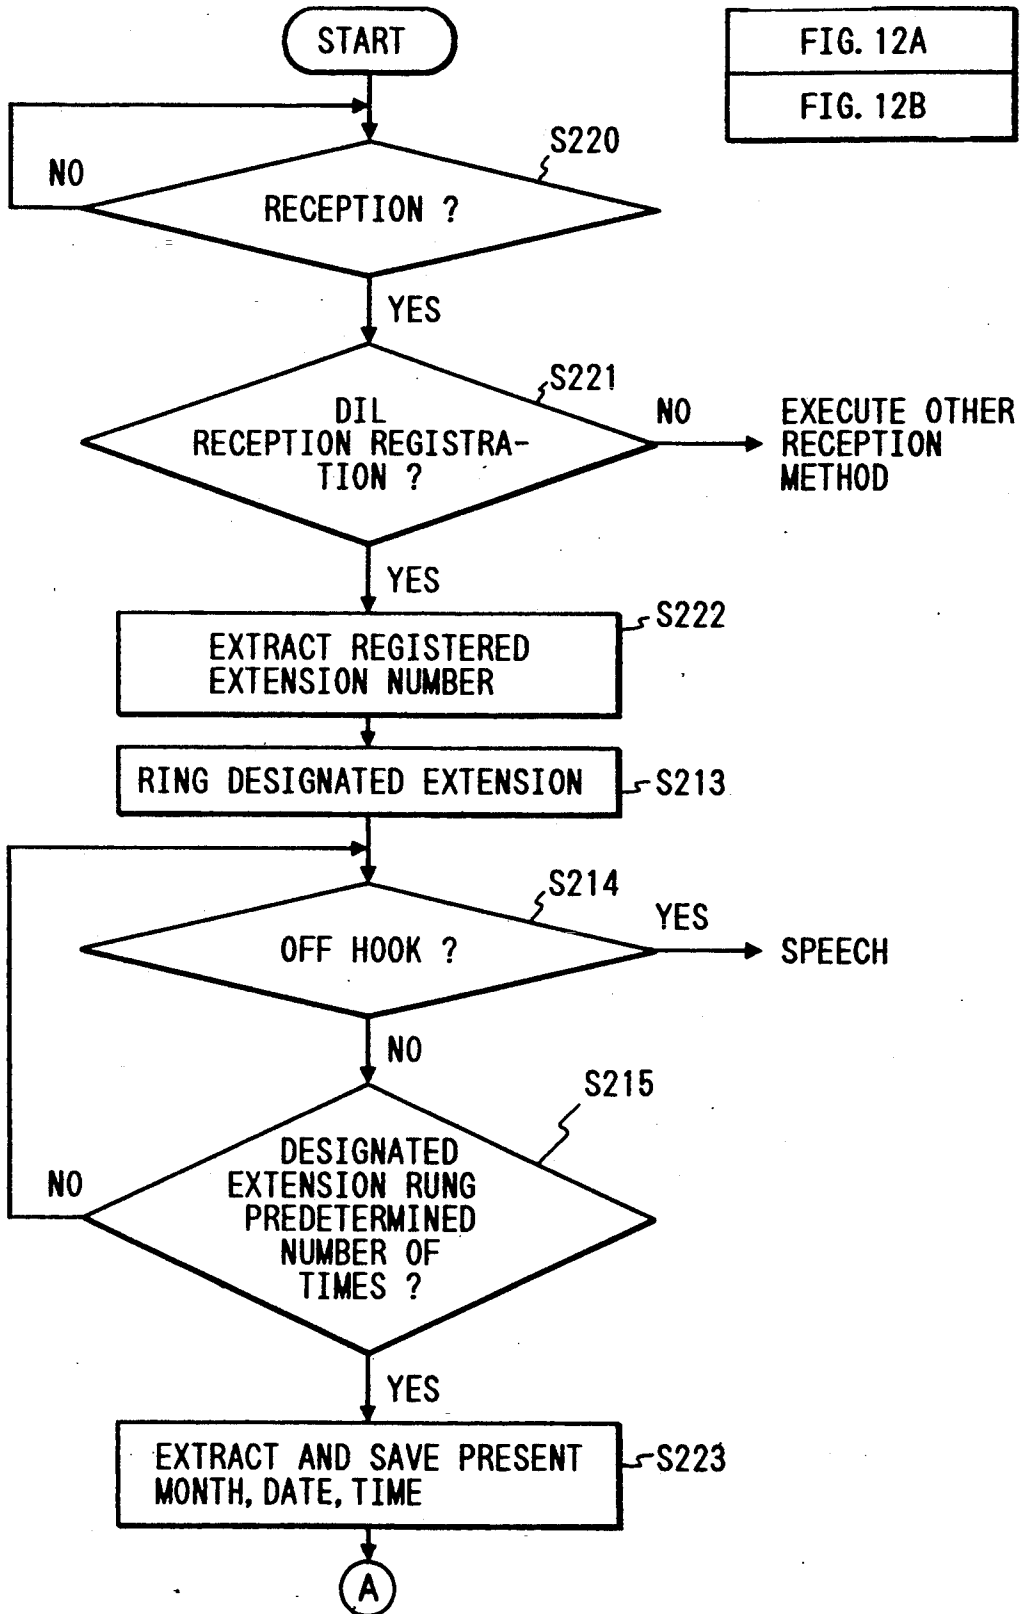 START
FIG. 12A
FIG. 12B
S220
NO
RECEPTION ?
YES
S221
DIL
RECEPTION REGISTRA-
TION ?
NO
EXECUTE OTHER
RECEPTION
METHOD
YES
S222
EXTRACT REGISTERED
EXTENSION NUMBER
RING DESIGNATED EXTENSION
S213
S214
OFF HOOK ?
YES
SPEECH
NO
S215
DESIGNATED
EXTENSION RUNG
PREDETERMINED
NUMBER OF
TIMES ?
NO
YES
EXTRACT AND SAVE PRESENT
MONTH, DATE, TIME
S223
A